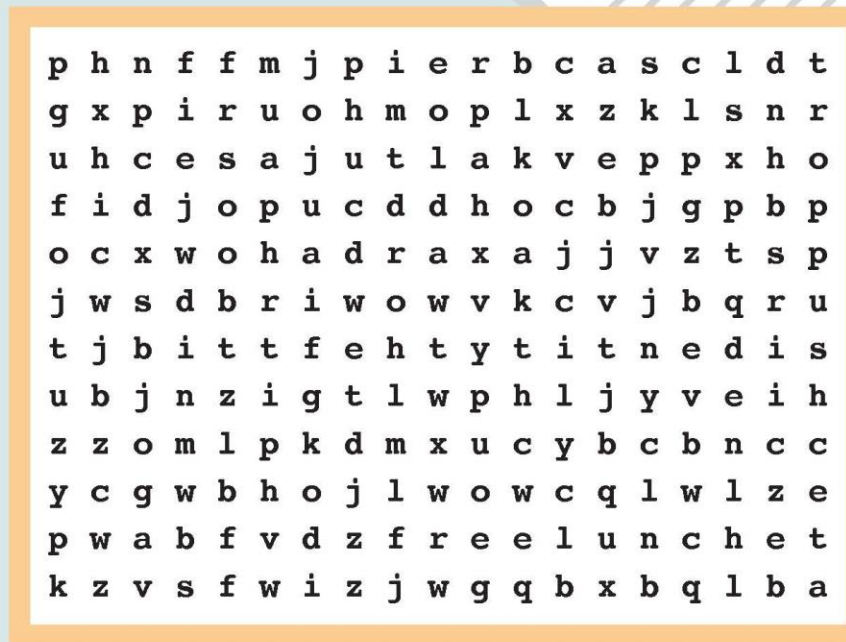 p h n f f m j p i e r b c a s c l d t
g x p i r u o h m o p l x z k l s n r
u h c e s a j u t l a k v e p p x h o
f i d j o p u c d d h o c b j g p b p
o c x w o h a d r a x a j j v z t s p
j w s d b r i w o w v k c v j b q r u
t j b i t t f e h t y t i t n e d i s
u b j n z i g t l w p h l j y v e i h
z z o m l p k d m x u c y b c b n c c
y c g w b h o j l w o w c q l w l z e
p w a b f v d z f r e e l u n c h e t
k z v s f w i z j w g q b x b q l b a